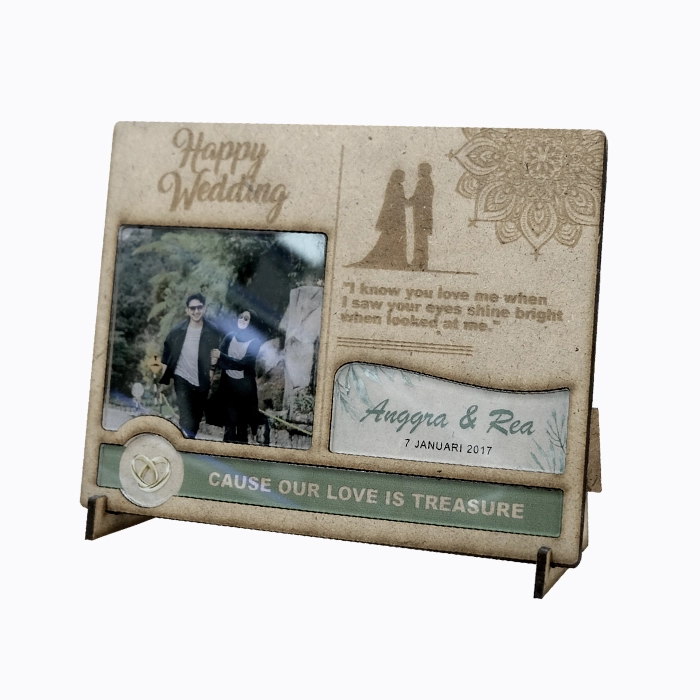 Happy
Wedding
"I know you love me when
I saw your eyes shine bright
when looked at me."
Anggra & Rea
7 JANUARI 2017
CAUSE OUR LOVE IS TREASURE